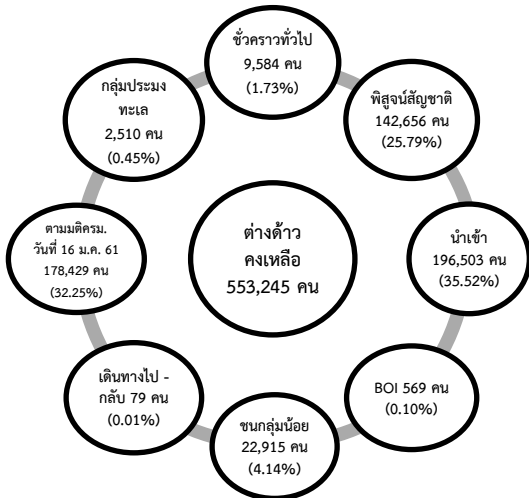 ชั่วคราวทั่วไป
9,584 คน
(1.73%)
พิสูจน์สัญชาติ
142,656 คน
(25.79%)
นำเข้า
196,503 คน
(35.52%)
BOI 569 คน
(0.10%)
ชนกลุ่มน้อย
22,915 คน
(4.14%)
เดินทางไป -
กลับ 79 คน
(0.01%)
ตามมติครม.
วันที่ 16 ม.ค. 61
178,429 คน
(32.25%)
กลุ่มประมง
ทะเล
2,510 คน
(0.45%)
ต่างด้าว
คงเหลือ
553,245 คน